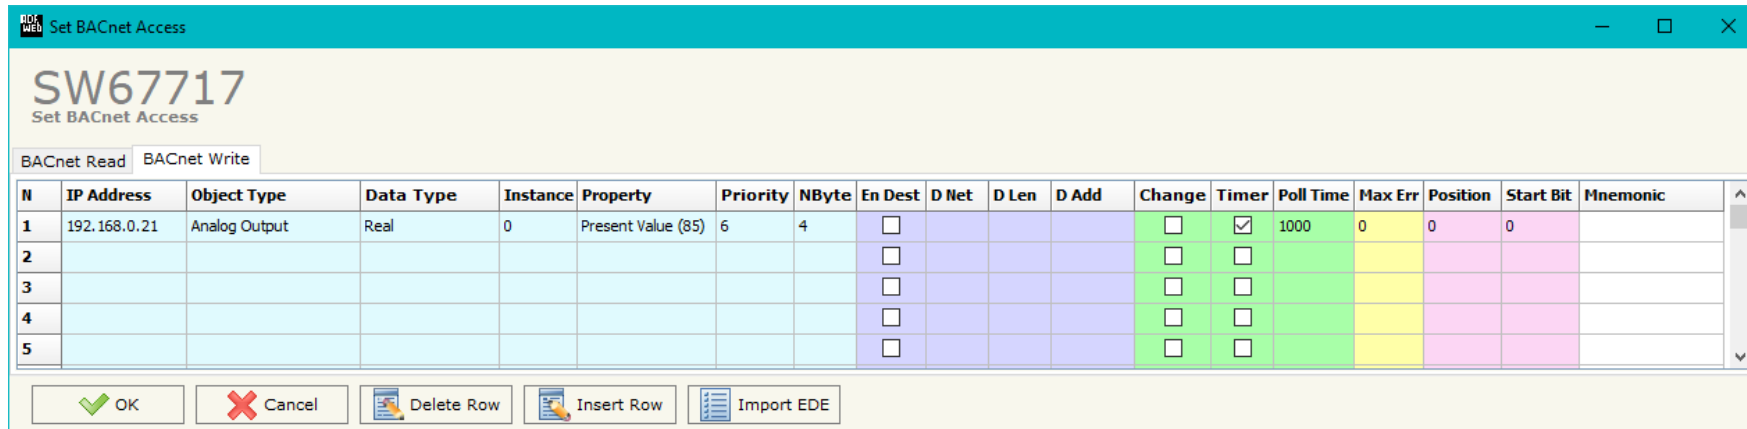 ADF WEB Set BACnet Access
SW67717
Set BACnet Access
BACnet Read BACnet Write
N IP Address Object Type Data Type Instance Property Priority NByte En Dest D Net D Len D Add Change Timer Poll Time Max Err Position Start Bit Mnemonic
1 192.168.0.21 Analog Output Real 0 Present Value (85) 6 4 1000 0 0 0
2
3
4
5
OK Cancel Delete Row Insert Row Import EDE